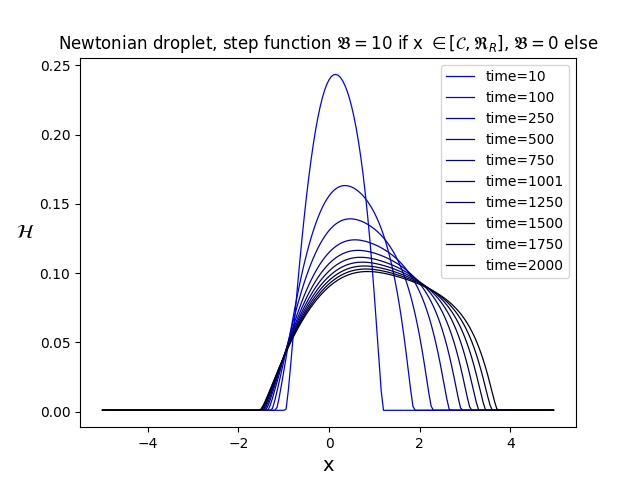 Newtonian droplet, step function 𝔅 = 10 if x ∈ [𝒞, ℜ_R], 𝔅 = 0 else
0.25
0.20
0.15
0.10
0.05
0.00
ℋ
time=10
time=100
time=250
time=500
time=750
time=1001
time=1250
time=1500
time=1750
time=2000
−4
−2
0
2
4
x